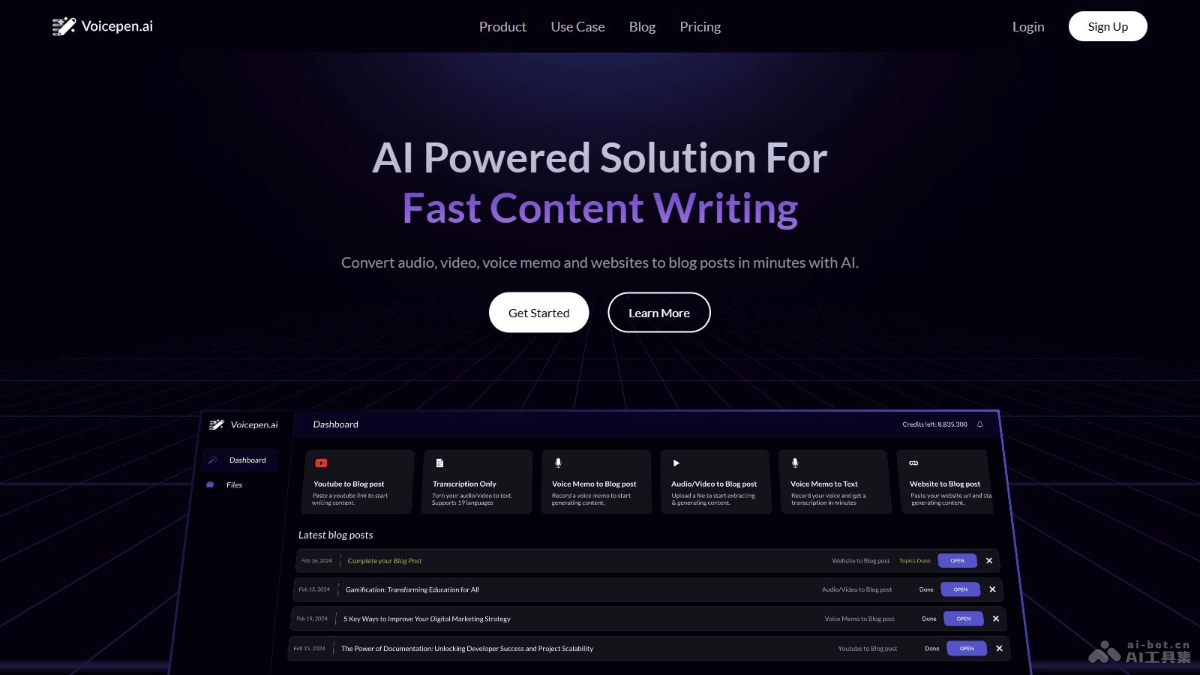 Voicepen.ai
Product Use Case Blog Pricing
Login Sign Up
AI Powered Solution For
Fast Content Writing
Convert audio, video, voice memo and websites to blog posts in minutes with AI.
Get Started Learn More
Voicepen.ai
Dashboard
Credits left: 8,835,300
Dashboard
Files
Youtube to Blog post
Paste a youtube link to start
writing content.
Transcription Only
Turn your audio/video to text.
Supports 19 languages
Voice Memo to Blog post
Record a voice memo to start
generating content.
Audio/Video to Blog post
Upload a file to start extracting
& generating content.
Voice Memo to Text
Record your voice and get a
transcription in minutes
Website to Blog post
Paste your website url and sta
generating content.
Latest blog posts
Feb 16, 2024 Complete your Blog Post Website to Blog post Topics Done OPEN
Feb 15, 2024 Gamification: Transforming Education for All Audio/Video to Blog post Done OPEN
Feb 19, 2024 5 Key Ways to Improve Your Digital Marketing Strategy Voice Memo to Blog post Done OPEN
Feb 15, 2024 The Power of Documentation: Unlocking Developer Success and Project Scalability Youtube to Blog post Done OPEN
ai-bot.cn
AI工具集